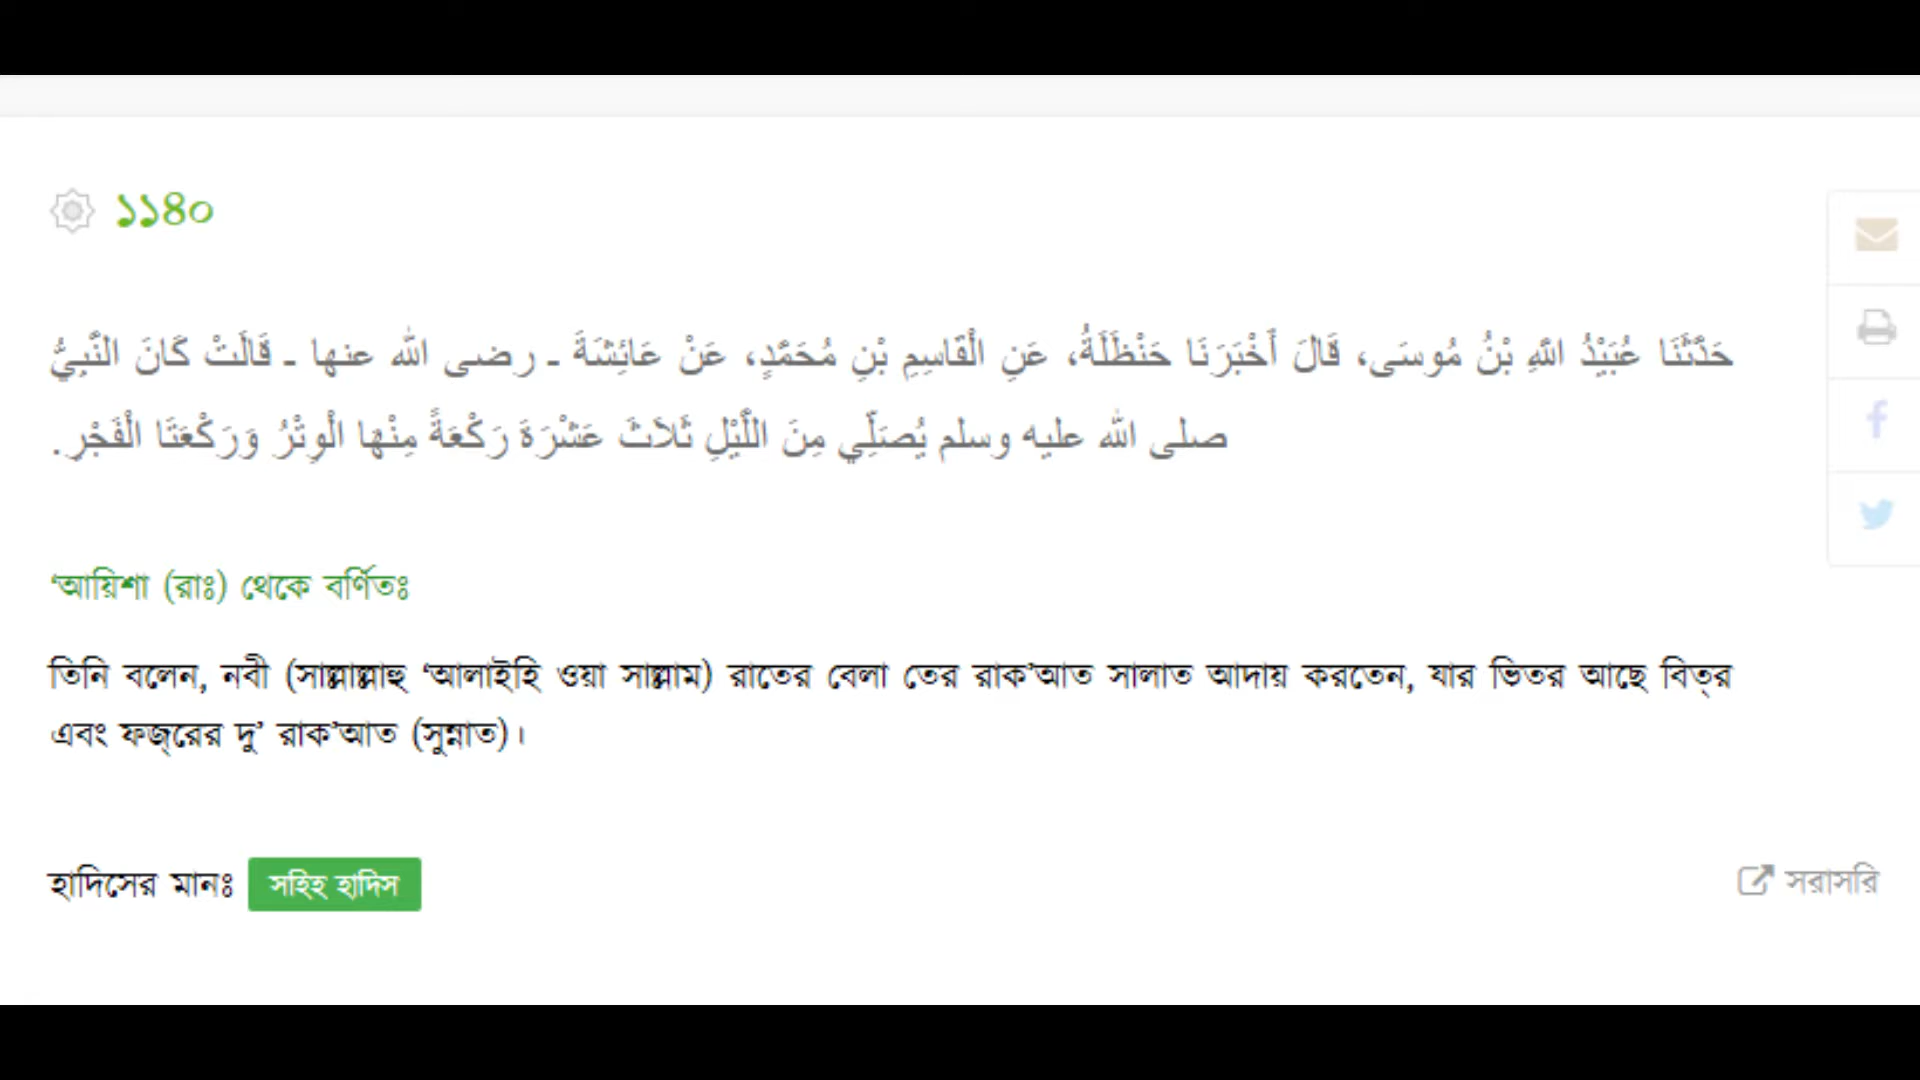 ১১৪০
حَدَّثَنَا عُبَيْدُ اللَّهِ بْنُ مُوسَى، قَالَ أَخْبَرَنَا حَنْظَلَةُ، عَنِ الْقَاسِمِ بْنِ مُحَمَّدٍ، عَنْ عَائِشَةَ ـ رضى الله عنها ـ قَالَتْ كَانَ النَّبِيُّ
صلى الله عليه وسلم يُصَلِّي مِنَ اللَّيْلِ ثَلاَثَ عَشْرَةَ رَكْعَةً مِنْهَا الْوِتْرُ وَرَكْعَتَا الْفَجْرِ‏.‏
‘আয়িশা (রাঃ) থেকে বর্ণিতঃ
তিনি বলেন, নবী (সাল্লাল্লাহু ‘আলাইহি ওয়া সাল্লাম) রাতের বেলা তের রাক’আত সালাত আদায় করতেন, যার ভিতর আছে বিত্‌র
এবং ফজ্‌রের দু’ রাক’আত (সুন্নাত)।
হাদিসের মানঃ সহিহ হাদিস
সরাসরি